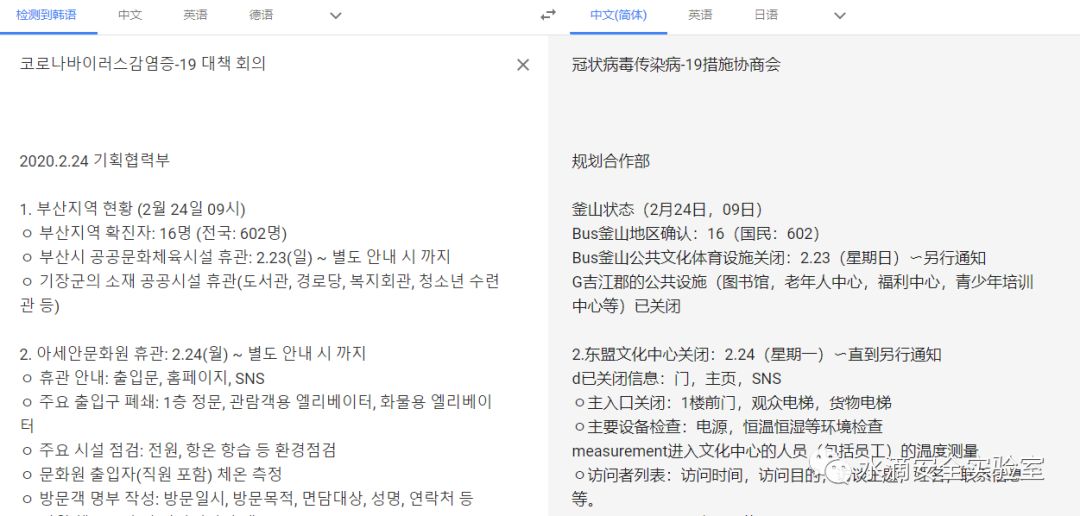 检测到韩语 中文 英语 德语 中文(简体) 英语 日语
코로나바이러스감염증-19 대책 회의
2020.2.24 기획협력부
1. 부산지역 현황 (2월 24일 09시)
ㅇ 부산지역 확진자: 16명 (전국: 602명)
ㅇ 부산시 공공문화체육시설 휴관: 2.23(일) ~ 별도 안내 시 까지
ㅇ 기장군의 소재 공공시설 휴관(도서관, 경로당, 복지회관, 청소년 수련
관 등)
2. 아세안문화원 휴관: 2.24(월) ~ 별도 안내 시 까지
ㅇ 휴관 안내: 출입문, 홈페이지, SNS
ㅇ 주요 출입구 폐쇄: 1층 정문, 관람객용 엘리베이터, 화물용 엘리베이
터
ㅇ 주요 시설 점검: 전원, 항온 항습 등 환경점검
ㅇ 문화원 출입자(직원 포함) 체온 측정
ㅇ 방문객 명부 작성: 방문일시, 방문목적, 면담대상, 성명, 연락처 등
冠状病毒传染病-19措施协商会
规划合作部
釜山状态（2月24日，09日）
Bus釜山地区确认：16（国民：602）
Bus釜山公共文化体育设施关闭：2.23（星期日）〜另行通知
G吉江郡的公共设施（图书馆，老年人中心，福利中心，青少年培训
中心等）已关闭
2.东盟文化中心关闭：2.24（星期一）〜直到另行通知
d已关闭信息：门，主页，SNS
ㅇ主入口关闭：1楼前门，观众电梯，货物电梯
ㅇ主要设备检查：电源，恒温恒湿等环境检查
measurement进入文化中心的人员（包括员工）的温度测量
ㅇ访问者列表：访问时间，访问目的，
等。
水滴安全实验室